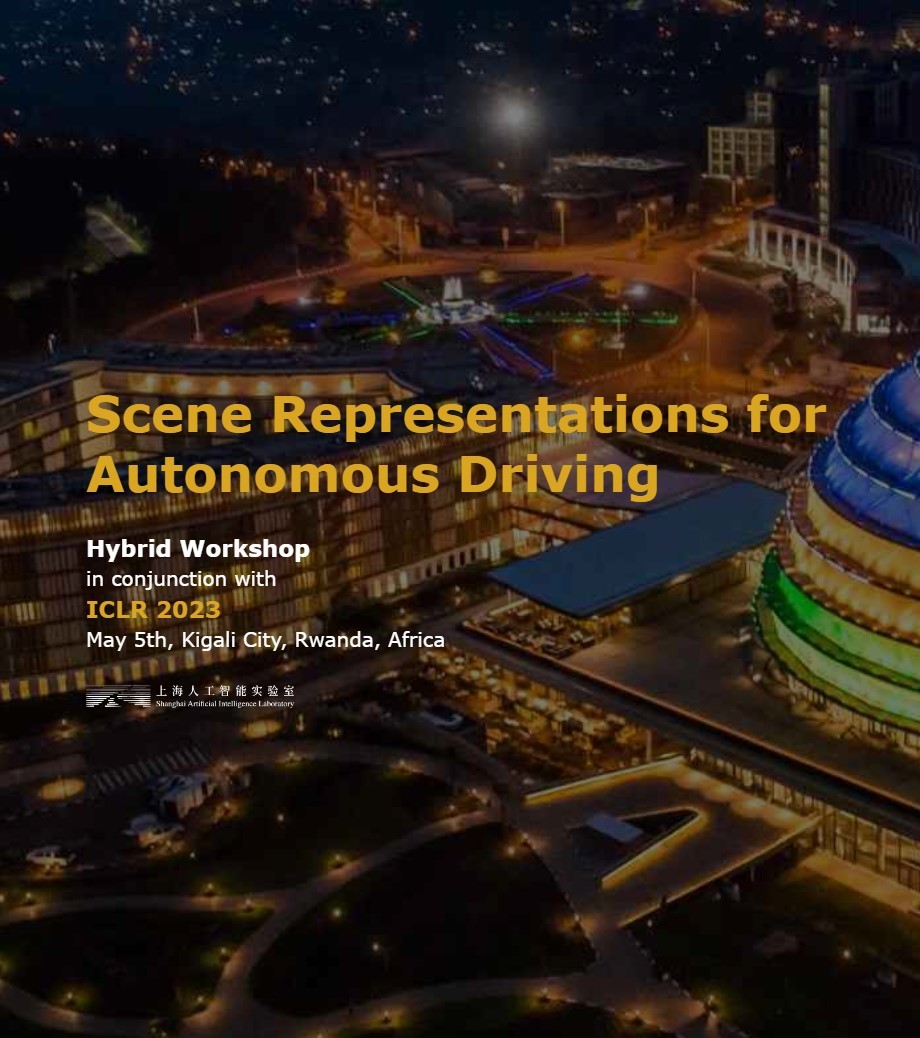 Scene Representations for
Autonomous Driving
Hybrid Workshop
in conjunction with
ICLR 2023
May 5th, Kigali City, Rwanda, Africa
上海人工智能实验室
Shanghai Artificial Intelligence Laboratory